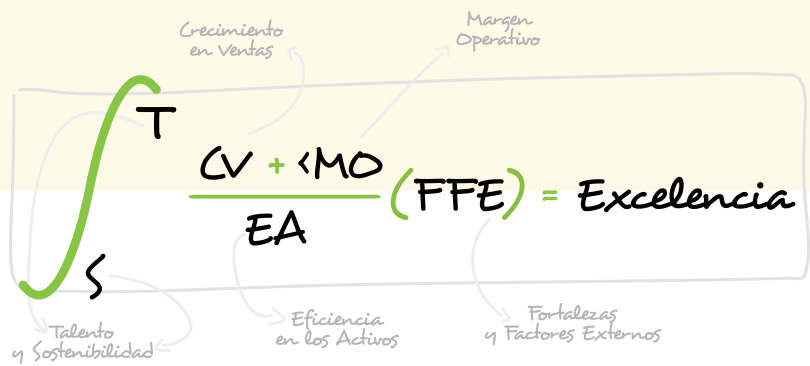 Crecimiento
en Ventas
Margen
Operativo
T
CV + <MO
EA
(FFE) = Excelencia
S
Talento
y Sostenibilidad
Eficiencia
en los Activos
Fortalezas
y Factores Externos